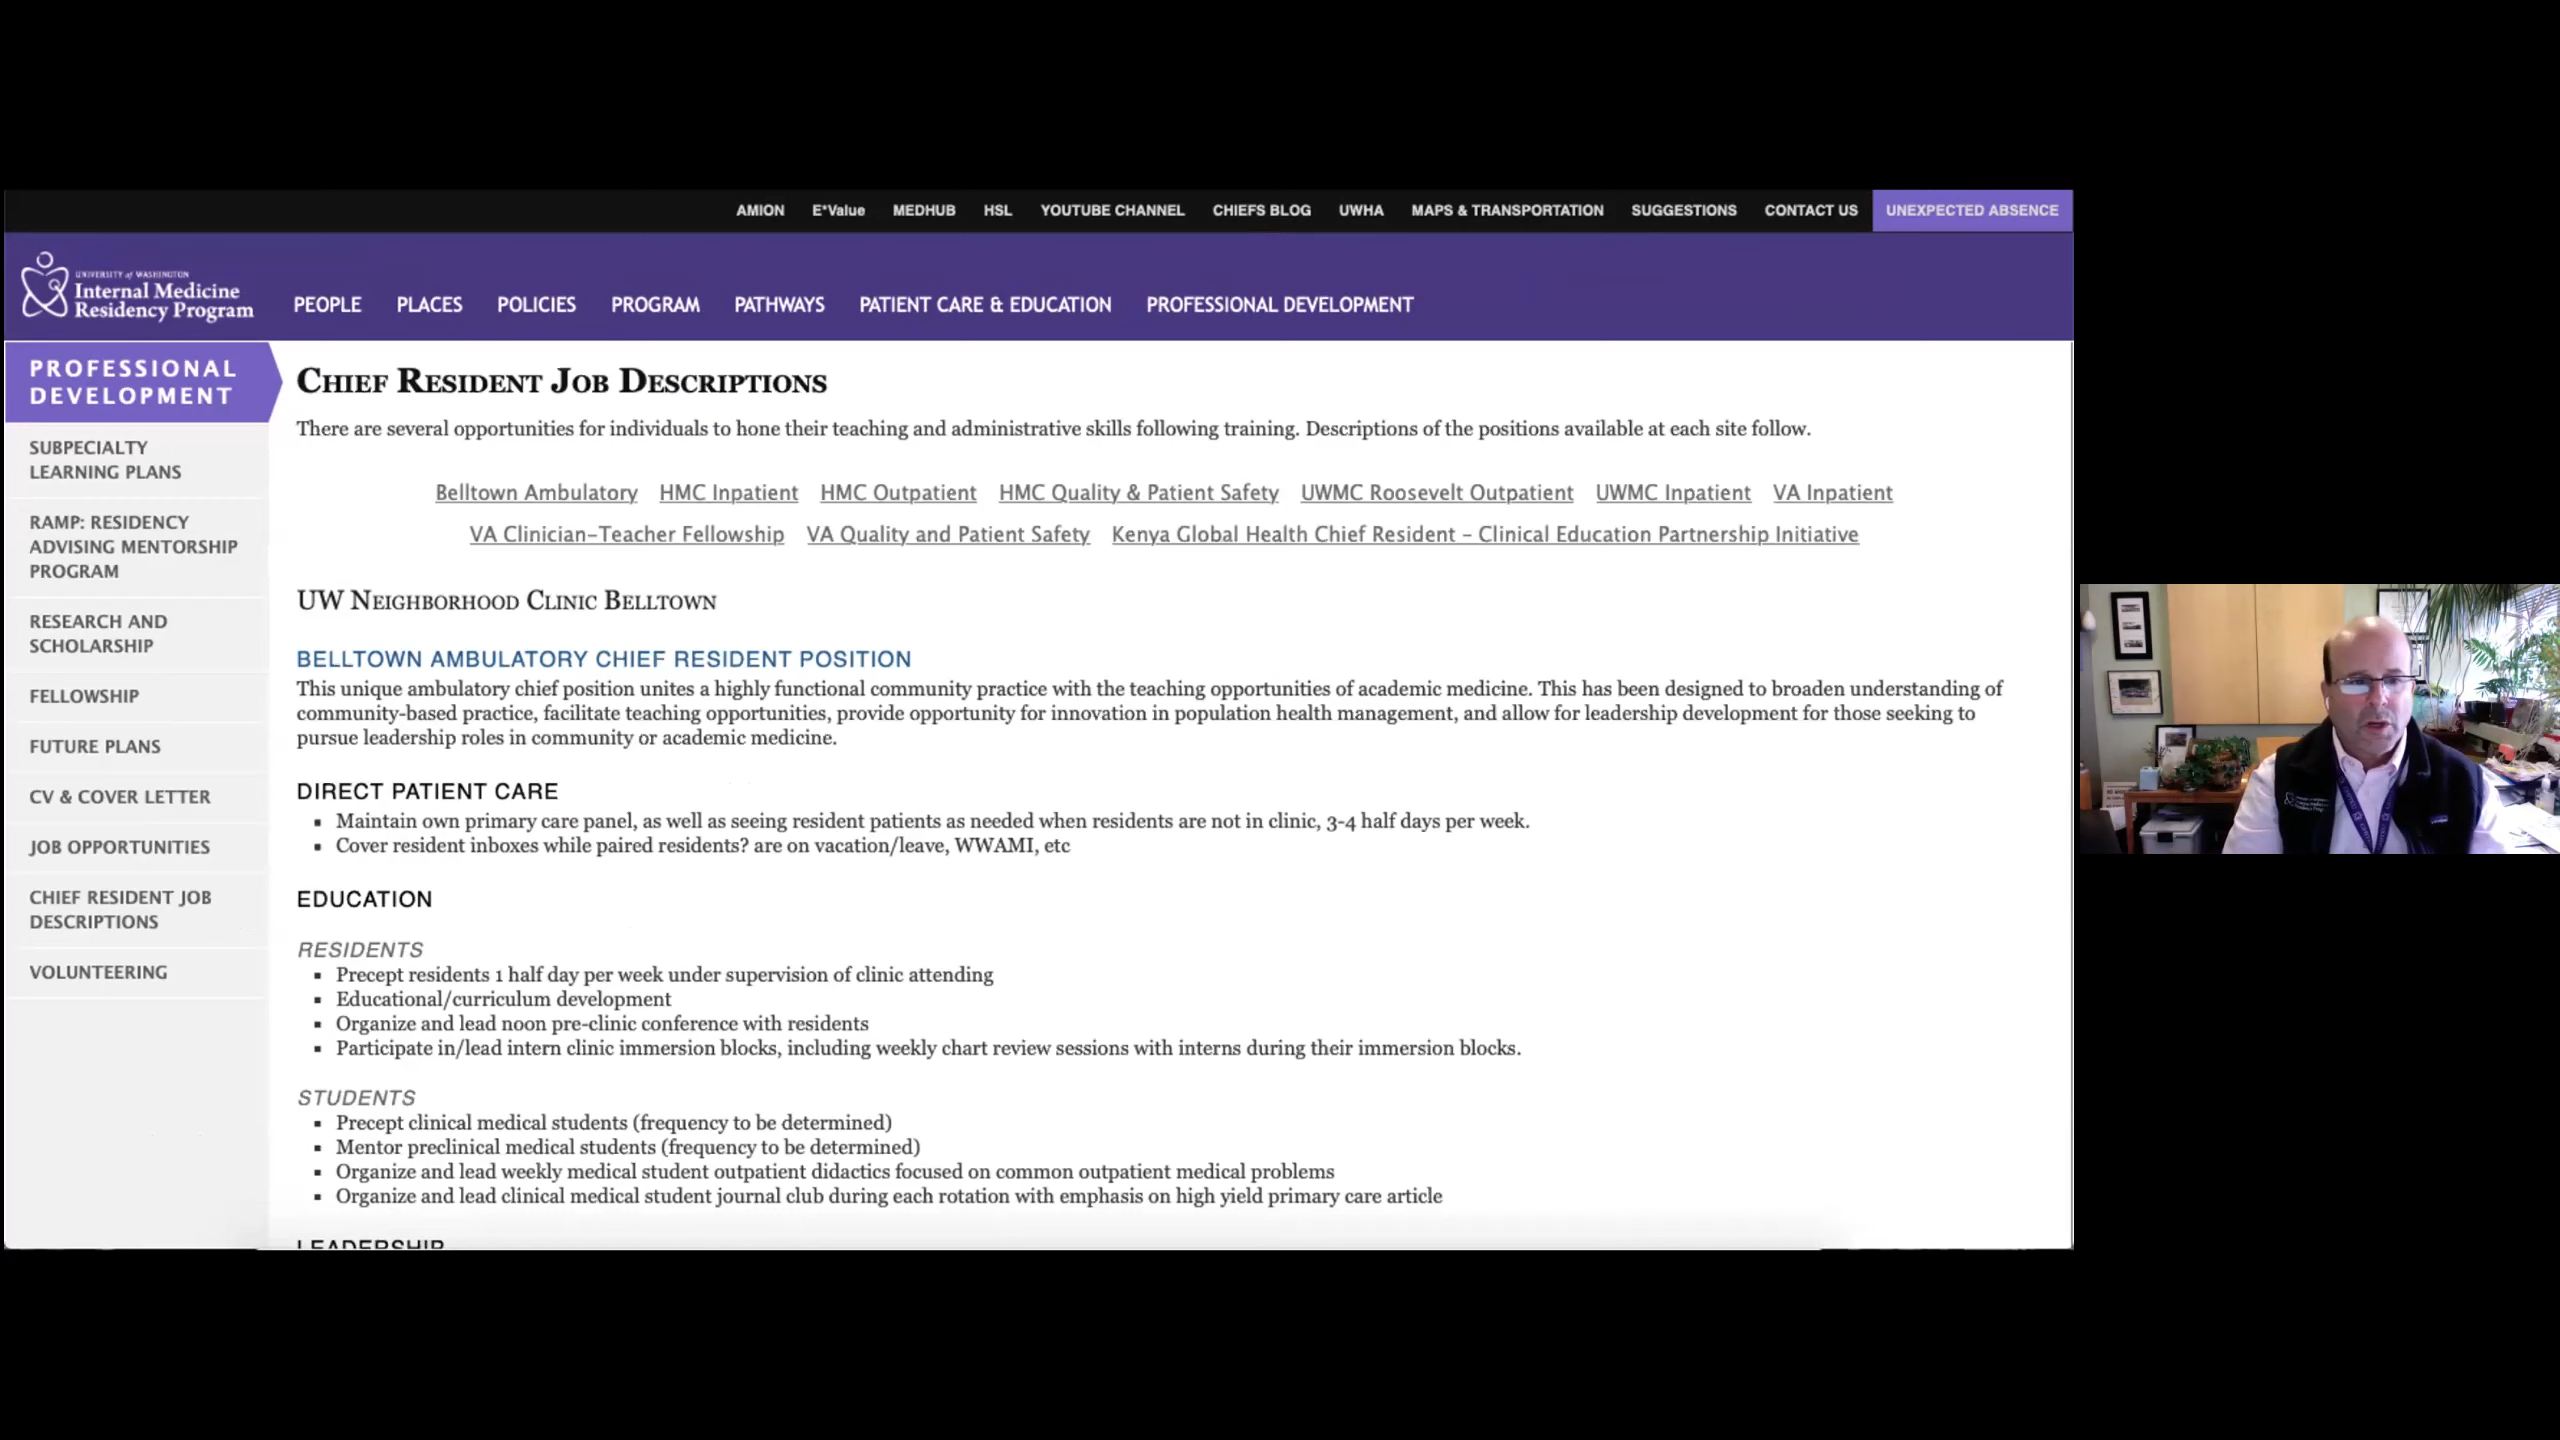 AMION E*Value MEDHUB HSL YOUTUBE CHANNEL CHIEFS BLOG UWHA MAPS & TRANSPORTATION SUGGESTIONS CONTACT US UNEXPECTED ABSENCE
UNIVERSITY of WASHINGTON
Internal Medicine
Residency Program
PEOPLE PLACES POLICIES PROGRAM PATHWAYS PATIENT CARE & EDUCATION PROFESSIONAL DEVELOPMENT
PROFESSIONAL
DEVELOPMENT
SUBSPECIALTY
LEARNING PLANS
RAMP: RESIDENCY
ADVISING MENTORSHIP
PROGRAM
RESEARCH AND
SCHOLARSHIP
FELLOWSHIP
FUTURE PLANS
CV & COVER LETTER
JOB OPPORTUNITIES
CHIEF RESIDENT JOB
DESCRIPTIONS
VOLUNTEERING
CHIEF RESIDENT JOB DESCRIPTIONS
There are several opportunities for individuals to hone their teaching and administrative skills following training. Descriptions of the positions available at each site follow.
Belltown Ambulatory HMC Inpatient HMC Outpatient HMC Quality & Patient Safety UWMC Roosevelt Outpatient UWMC Inpatient VA Inpatient
VA Clinician-Teacher Fellowship VA Quality and Patient Safety Kenya Global Health Chief Resident – Clinical Education Partnership Initiative
UW NEIGHBORHOOD CLINIC BELLTOWN
BELLTOWN AMBULATORY CHIEF RESIDENT POSITION
This unique ambulatory chief position unites a highly functional community practice with the teaching opportunities of academic medicine. This has been designed to broaden understanding of
community-based practice, facilitate teaching opportunities, provide opportunity for innovation in population health management, and allow for leadership development for those seeking to
pursue leadership roles in community or academic medicine.
DIRECT PATIENT CARE
▪ Maintain own primary care panel, as well as seeing resident patients as needed when residents are not in clinic, 3-4 half days per week.
▪ Cover resident inboxes while paired residents? are on vacation/leave, WWAMI, etc
EDUCATION
RESIDENTS
▪ Precept residents 1 half day per week under supervision of clinic attending
▪ Educational/curriculum development
▪ Organize and lead noon pre-clinic conference with residents
▪ Participate in/lead intern clinic immersion blocks, including weekly chart review sessions with interns during their immersion blocks.
STUDENTS
▪ Precept clinical medical students (frequency to be determined)
▪ Mentor preclinical medical students (frequency to be determined)
▪ Organize and lead weekly medical student outpatient didactics focused on common outpatient medical problems
▪ Organize and lead clinical medical student journal club during each rotation with emphasis on high yield primary care article
LEADERSHIP